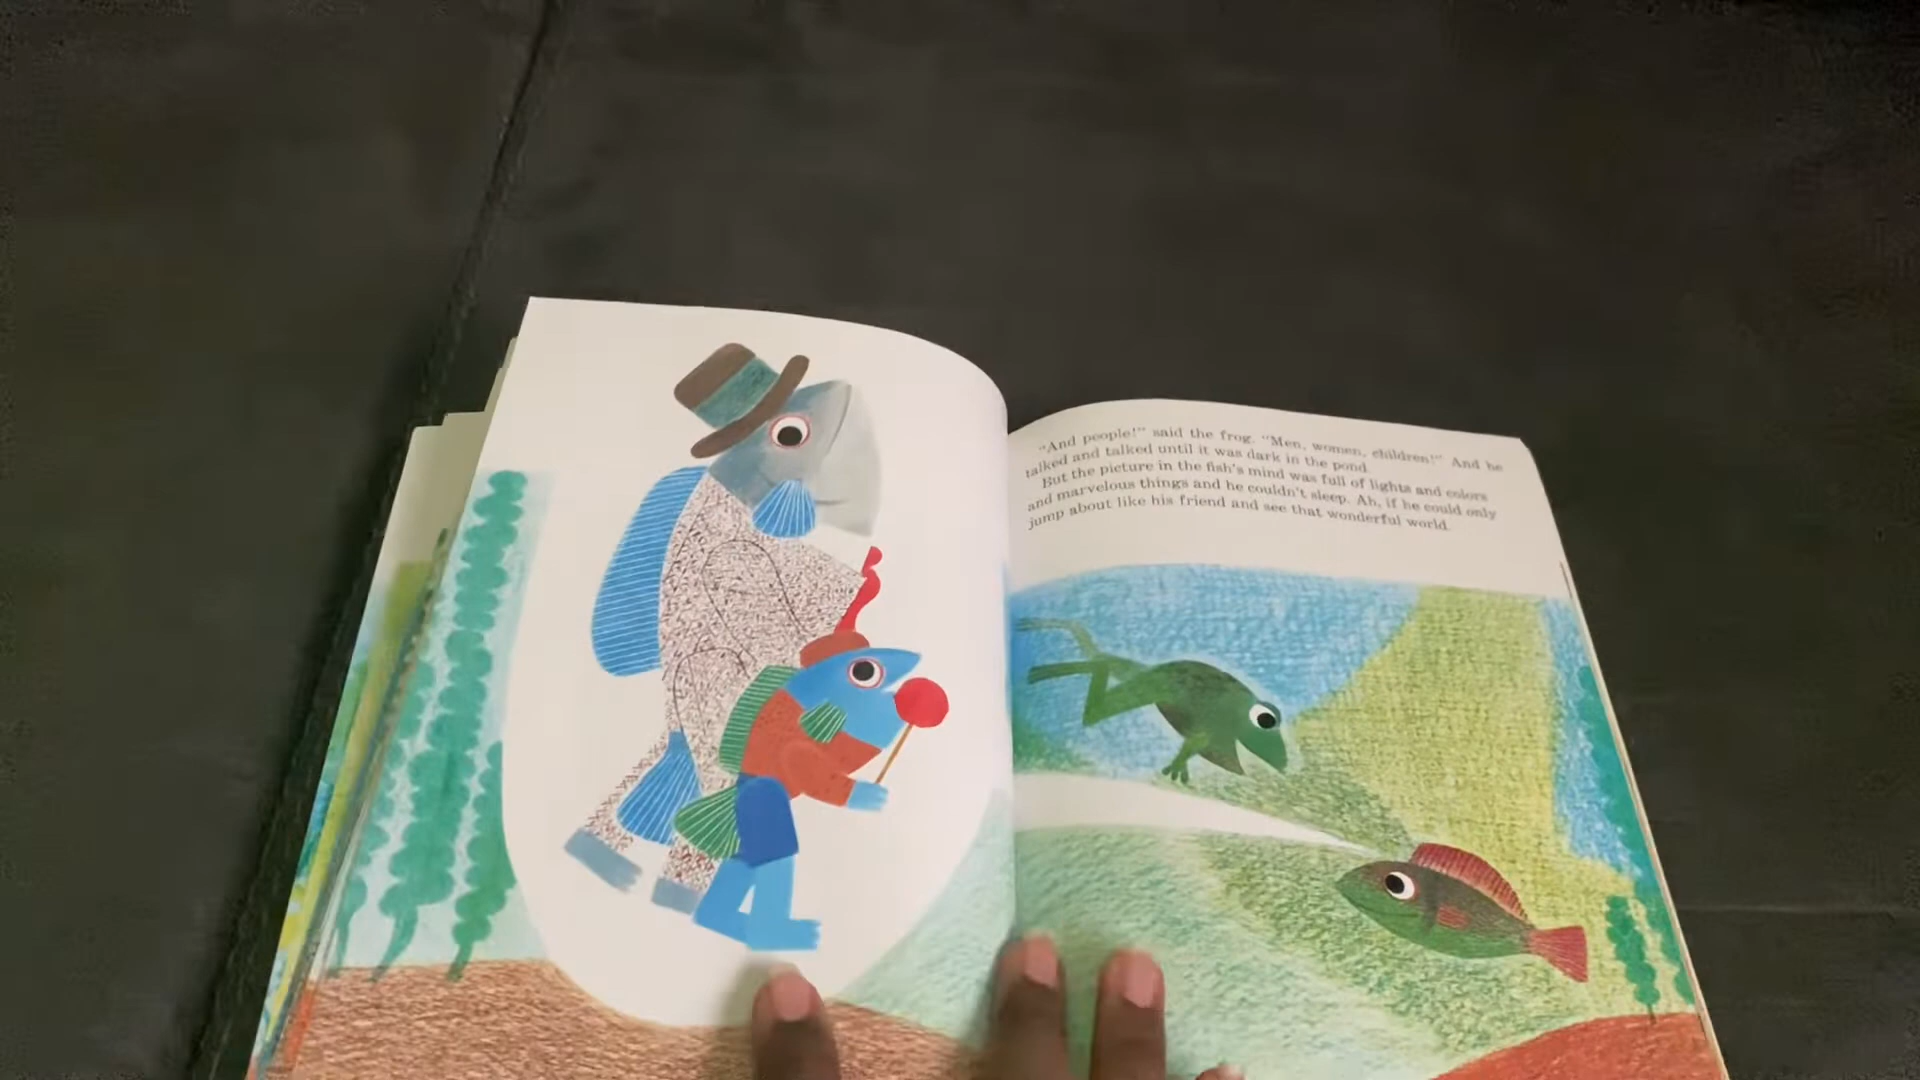 "And people!" said the frog. "Men, women, children!" And he
talked and talked until it was dark in the pond.
But the picture in the fish's mind was full of lights and colors
and marvelous things and he couldn't sleep. Ah, if he could only
jump about like his friend and see that wonderful world.